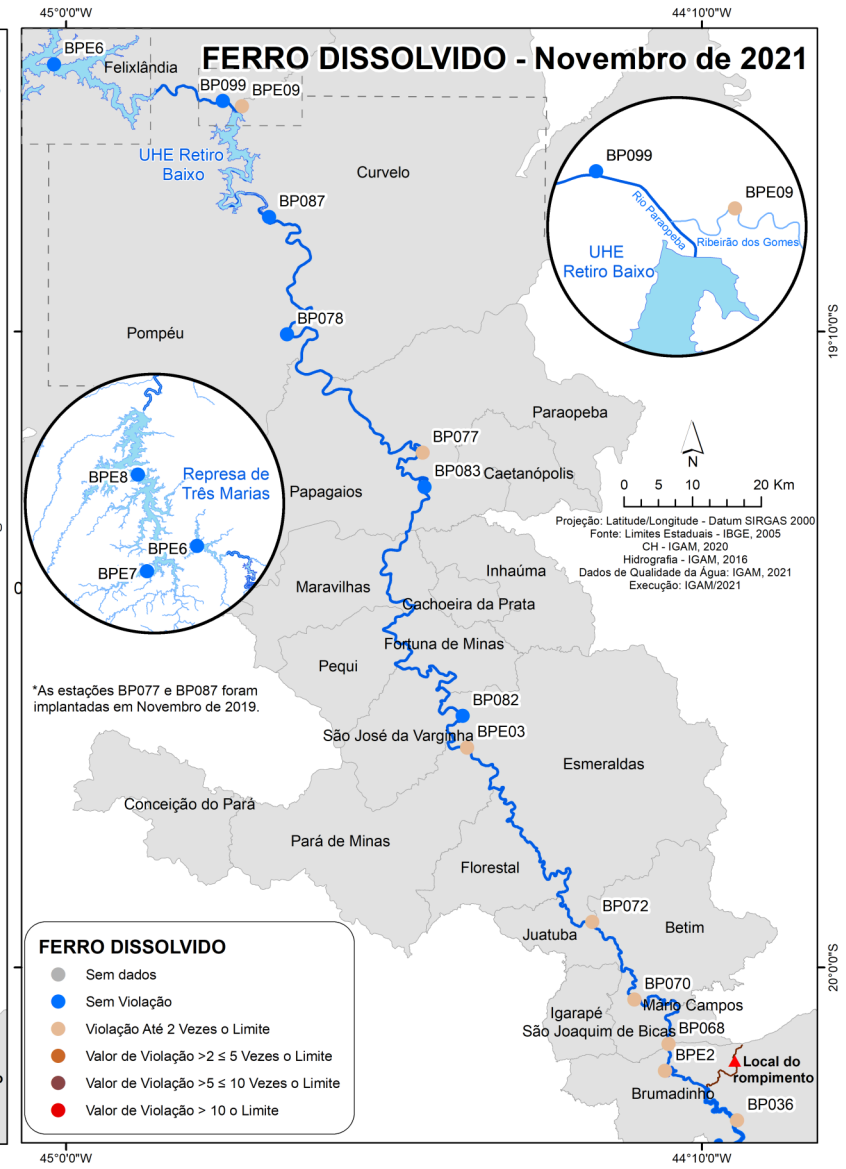 45°0'0"W
44°10'0"W
FERRO DISSOLVIDO - Novembro de 2021
BPE6
Felixlândia
BP099
BPE09
UHE Retiro
Baixo
Curvelo
BP087
BP099
BPE09
Rio Paraopeba
Ribeirão dos Gomes
UHE
Retiro Baixo
BP078
Pompéu
19°10'0"S
Paraopeba
BP077
N
BP083
Caetanópolis
Represa de
Três Marias
BPE8
BPE6
BPE7
Papagaios
0 5 10 20 Km
Projeção: Latitude/Longitude - Datum SIRGAS 2000
Fonte: Limites Estaduais - IBGE, 2005
CH - IGAM, 2020
Hidrografia - IGAM, 2016
Dados de Qualidade da Água: IGAM, 2021
Execução: IGAM/2021
Inhaúma
Maravilhas
Cachoeira da Prata
Fortuna de Minas
Pequi
*As estações BP077 e BP087 foram
implantadas em Novembro de 2019.
BP082
BPE03
São José da Varginha
Esmeraldas
Conceição do Pará
Pará de Minas
Florestal
BP072
Juatuba
Betim
20°0'0"S
BP070
Mário Campos
Igarapé
São Joaquim de Bicas
BP068
BPE2
Local do
rompimento
Brumadinho
BP036
FERRO DISSOLVIDO
Sem dados
Sem Violação
Violação Até 2 Vezes o Limite
Valor de Violação >2 ≤ 5 Vezes o Limite
Valor de Violação >5 ≤ 10 Vezes o Limite
Valor de Violação > 10 o Limite
45°0'0"W
44°10'0"W